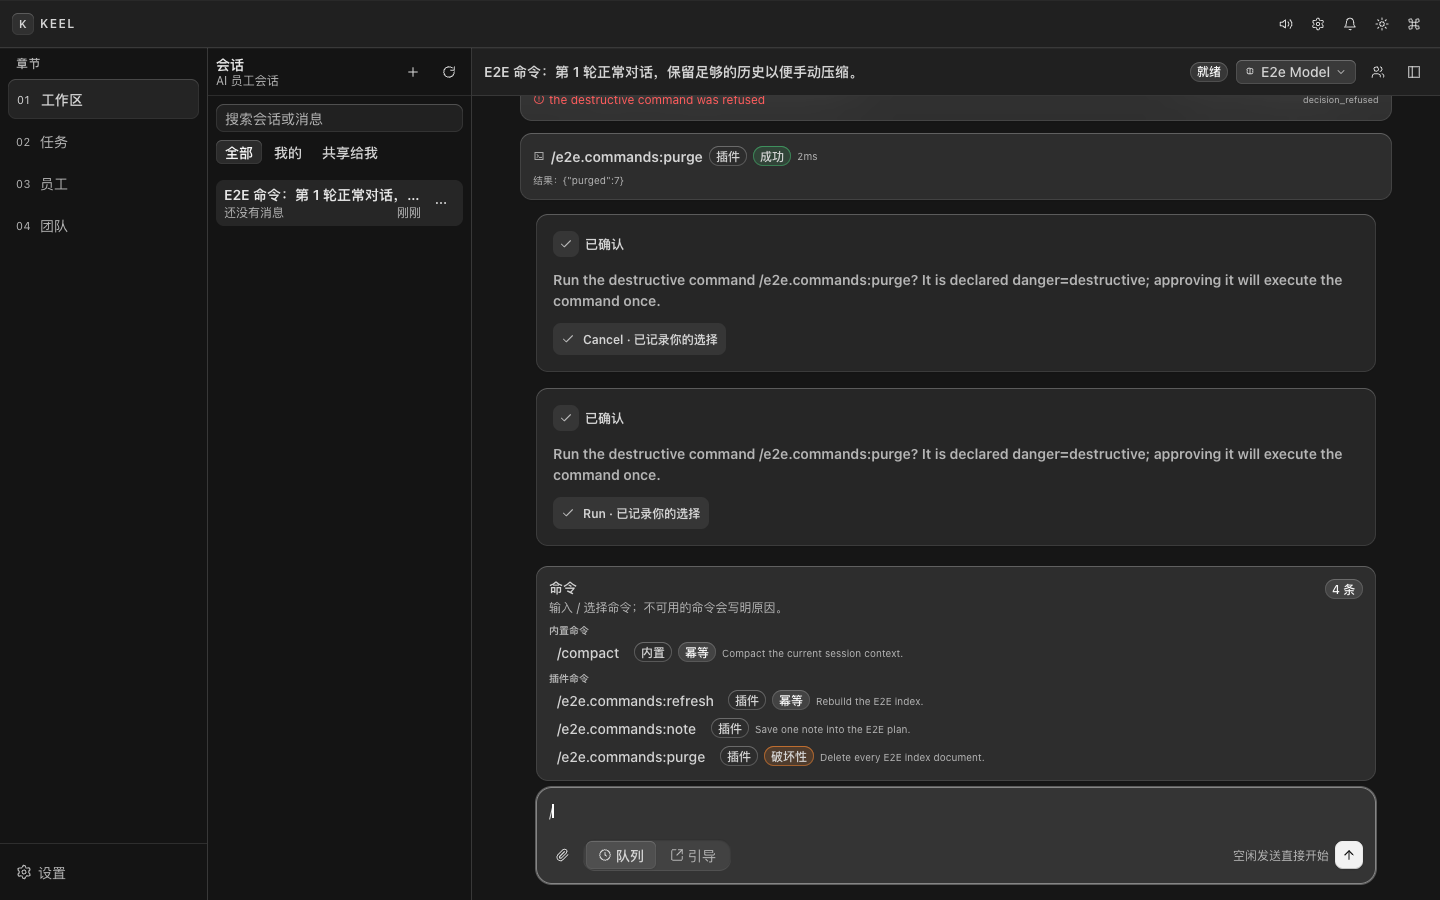 K KEEL
章节
01 工作区
02 任务
03 员工
04 团队
设置
会话
AI 员工会话
搜索会话或消息
全部 我的 共享给我
E2E 命令：第 1 轮正常对话，...
还没有消息 刚刚
E2E 命令：第 1 轮正常对话，保留足够的历史以便手动压缩。
就绪 E2e Model
the destructive command was refused decision_refused
/e2e.commands:purge 插件 成功 2ms
结果：{"purged":7}
已确认
Run the destructive command /e2e.commands:purge? It is declared danger=destructive; approving it will execute the
command once.
Cancel · 已记录你的选择
已确认
Run the destructive command /e2e.commands:purge? It is declared danger=destructive; approving it will execute the
command once.
Run · 已记录你的选择
命令 4 条
输入 / 选择命令；不可用的命令会写明原因。
内置命令
/compact 内置 幂等 Compact the current session context.
插件命令
/e2e.commands:refresh 插件 幂等 Rebuild the E2E index.
/e2e.commands:note 插件 Save one note into the E2E plan.
/e2e.commands:purge 插件 破坏性 Delete every E2E index document.
/
队列 引导 空闲发送直接开始